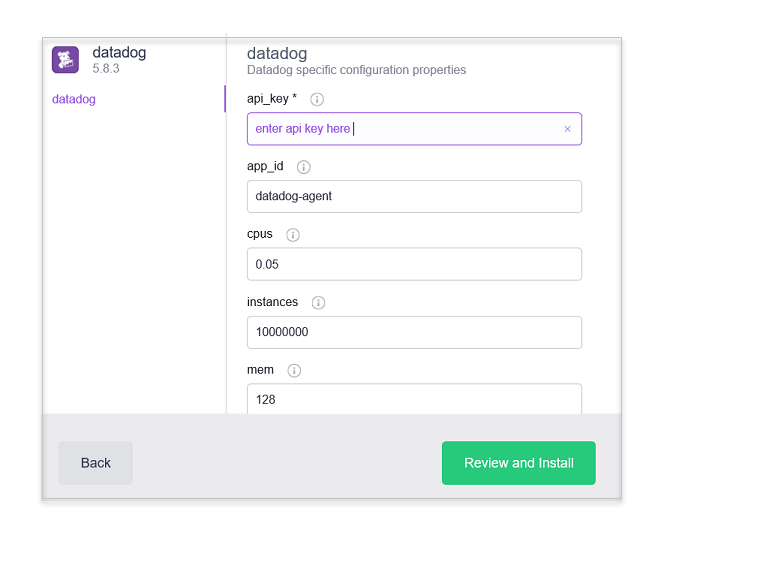 datadog
5.8.3
datadog
datadog
Datadog specific configuration properties
api_key *
enter api key here
×
app_id
datadog-agent
cpus
0.05
instances
10000000
mem
128
Back
Review and Install